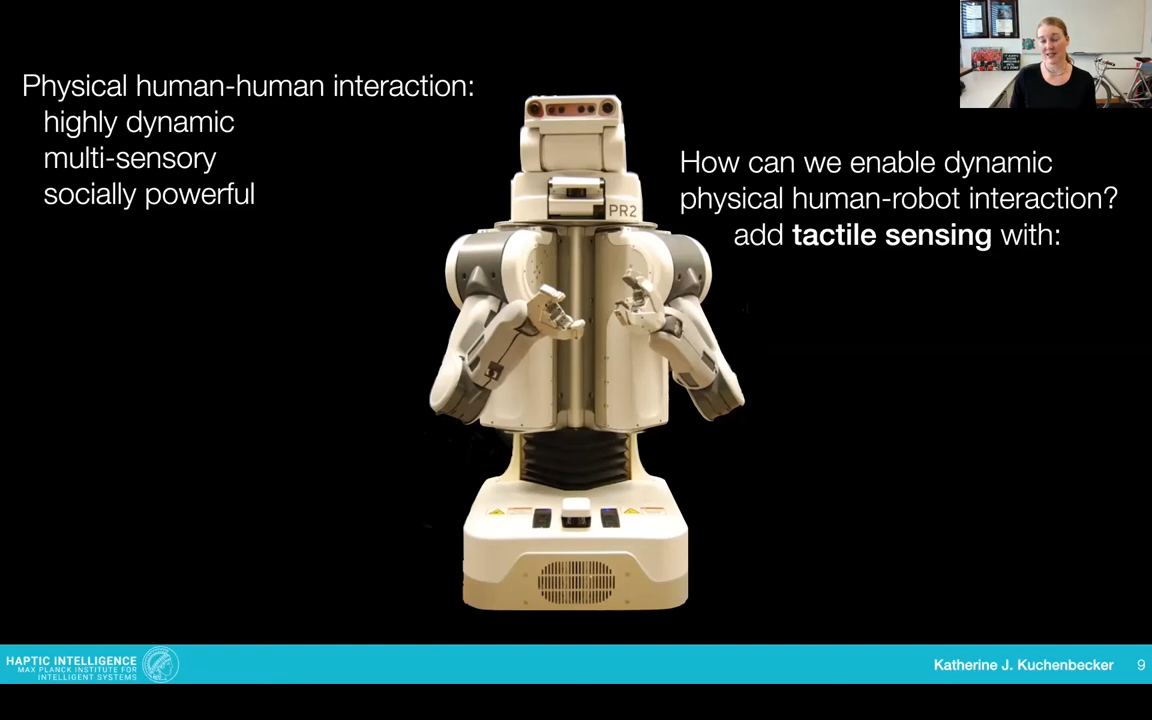 Physical human-human interaction:
highly dynamic
multi-sensory
socially powerful
PR2
How can we enable dynamic
physical human-robot interaction?
add tactile sensing with:
HAPTIC INTELLIGENCE
MAX PLANCK INSTITUTE FOR
INTELLIGENT SYSTEMS
Katherine J. Kuchenbecker
9